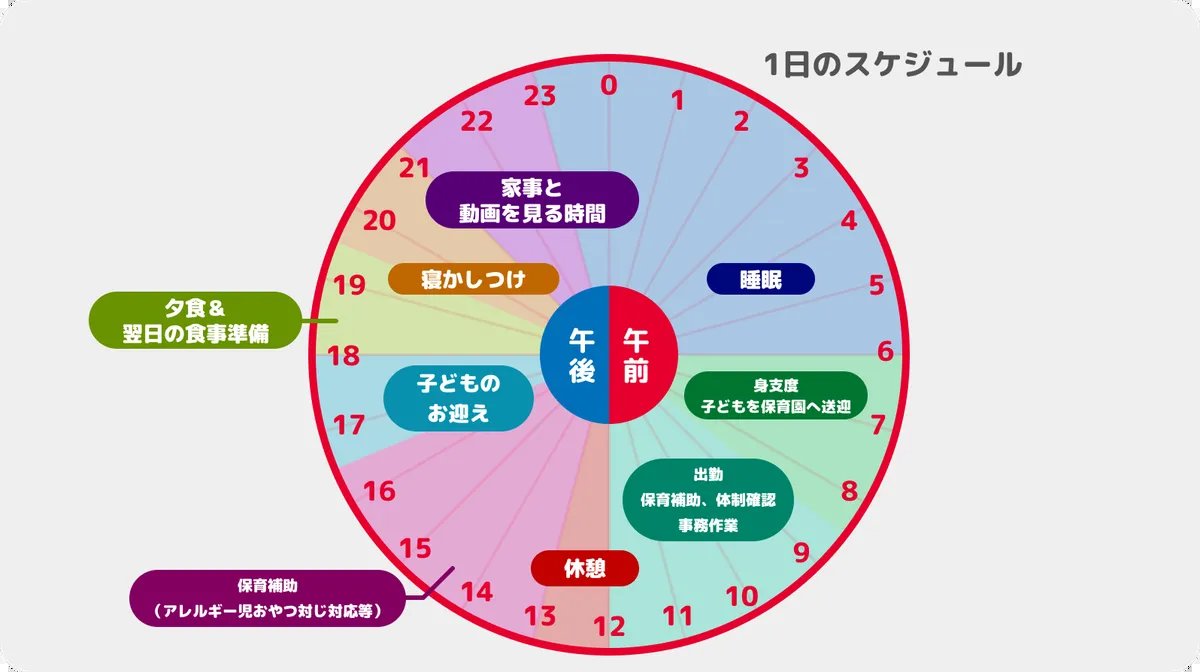 1日のスケジュール
0
1
2
3
4
5
6
7
8
9
10
11
12
13
14
15
16
17
18
19
20
21
22
23
午後
午前
睡眠
身支度
子どもを保育園へ送迎
出勤
保育補助、体制確認
事務作業
休憩
保育補助
(アレルギー児おやつ対じ対応等)
子どもの
お迎え
夕食&
翌日の食事準備
寝かしつけ
家事と
動画を見る時間